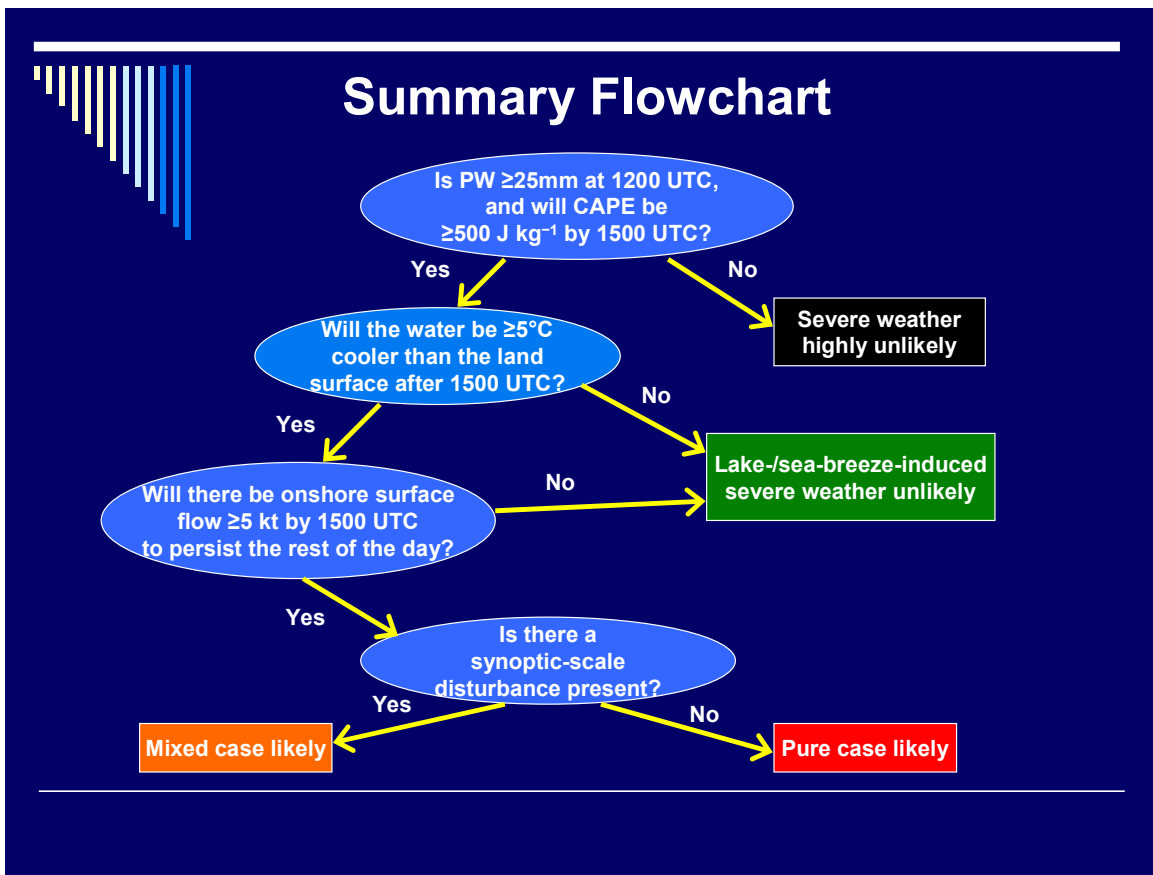 Summary Flowchart
Is PW ≥25mm at 1200 UTC,
and will CAPE be
≥500 J kg⁻¹ by 1500 UTC?
Yes
No
Severe weather
highly unlikely
Will the water be ≥5°C
cooler than the land
surface after 1500 UTC?
Yes
No
Lake-/sea-breeze-induced
severe weather unlikely
Will there be onshore surface
flow ≥5 kt by 1500 UTC
to persist the rest of the day?
No
Yes
Is there a
synoptic-scale
disturbance present?
Yes
No
Mixed case likely
Pure case likely